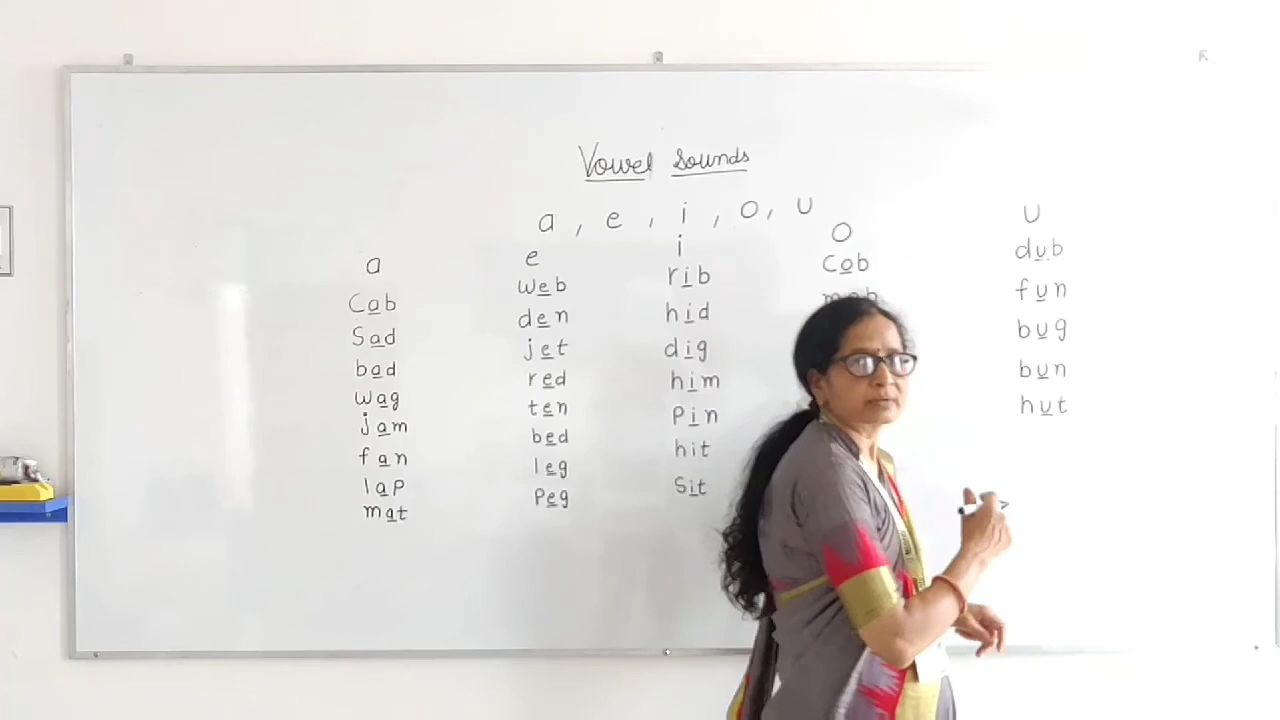 Vowel Sounds
a , e , i , o , u
a
Cab
Sad
bad
wag
jam
fan
lap
mat
e
web
den
jet
red
ten
bed
leg
Peg
i
rib
hid
dig
him
Pin
hit
Sit
O
Cob
U
dub
fun
bug
bun
hut